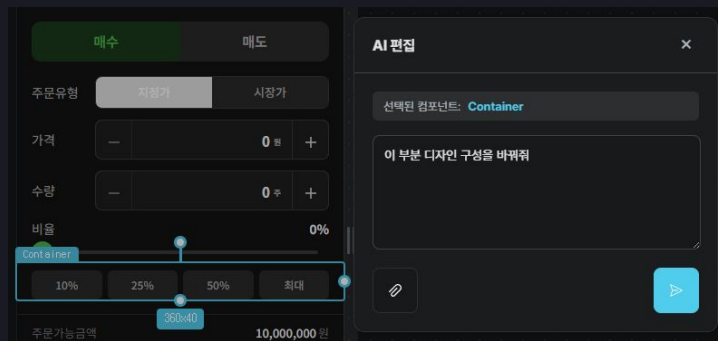 매수 매도
주문유형 지정가 시장가
가격 — 0 원 +
수량 — 0 주 +
비율 0%
Container
10% 25% 50% 최대
360×40
주문가능금액 10,000,000 원
AI 편집 ×
선택된 컴포넌트: Container
이 부분 디자인 구성을 바꿔줘